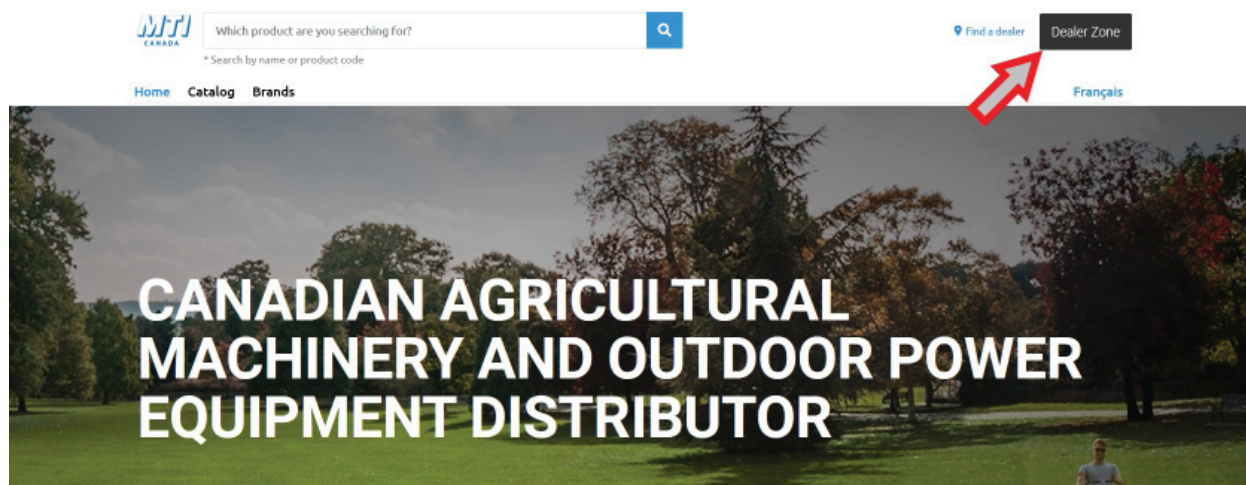 MTI
CANADA
Which product are you searching for?
Find a dealer
Dealer Zone
* Search by name or product code
Home Catalog Brands
Français
CANADIAN AGRICULTURAL
MACHINERY AND OUTDOOR POWER
EQUIPMENT DISTRIBUTOR